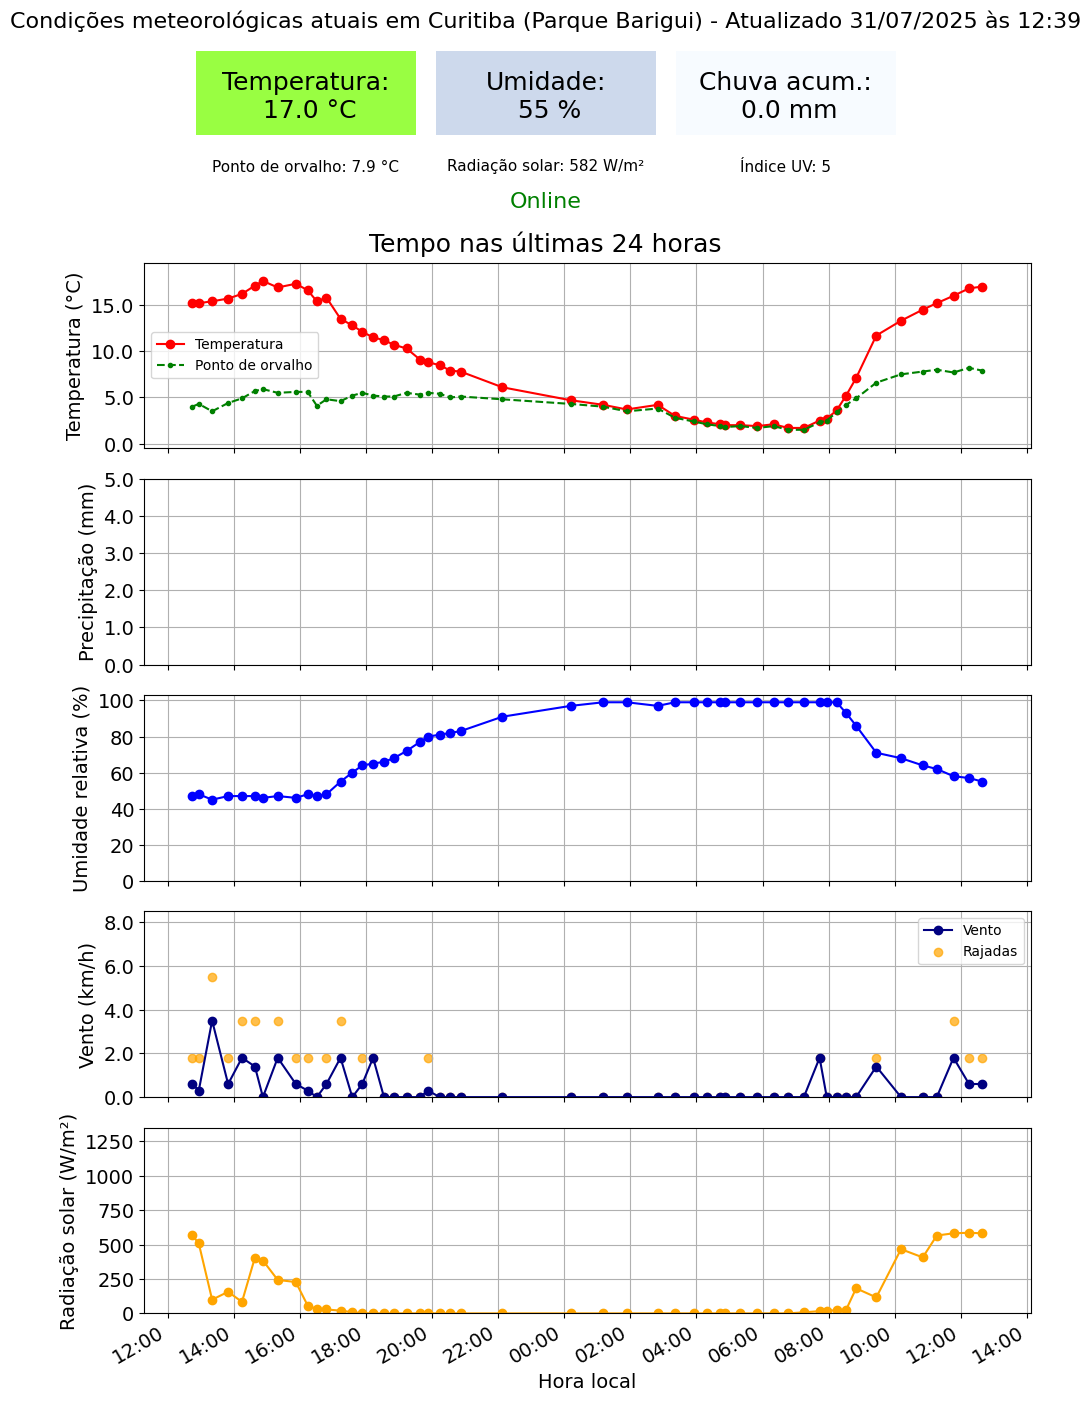 Condições meteorológicas atuais em Curitiba (Parque Barigui) - Atualizado 31/07/2025 às 12:39
Temperatura:
17.0 °C
Umidade:
55 %
Chuva acum.:
0.0 mm
Ponto de orvalho: 7.9 °C
Radiação solar: 582 W/m²
Índice UV: 5
Online
Tempo nas últimas 24 horas
Temperatura (°C)
15.0
10.0
5.0
0.0
Temperatura
Ponto de orvalho
Precipitação (mm)
5.0
4.0
3.0
2.0
1.0
0.0
Umidade relativa (%)
100
80
60
40
20
0
Vento (km/h)
8.0
6.0
4.0
2.0
0.0
Vento
Rajadas
Radiação solar (W/m²)
1250
1000
750
500
250
0
12:00
14:00
16:00
18:00
20:00
22:00
00:00
02:00
04:00
06:00
08:00
10:00
12:00
14:00
Hora local